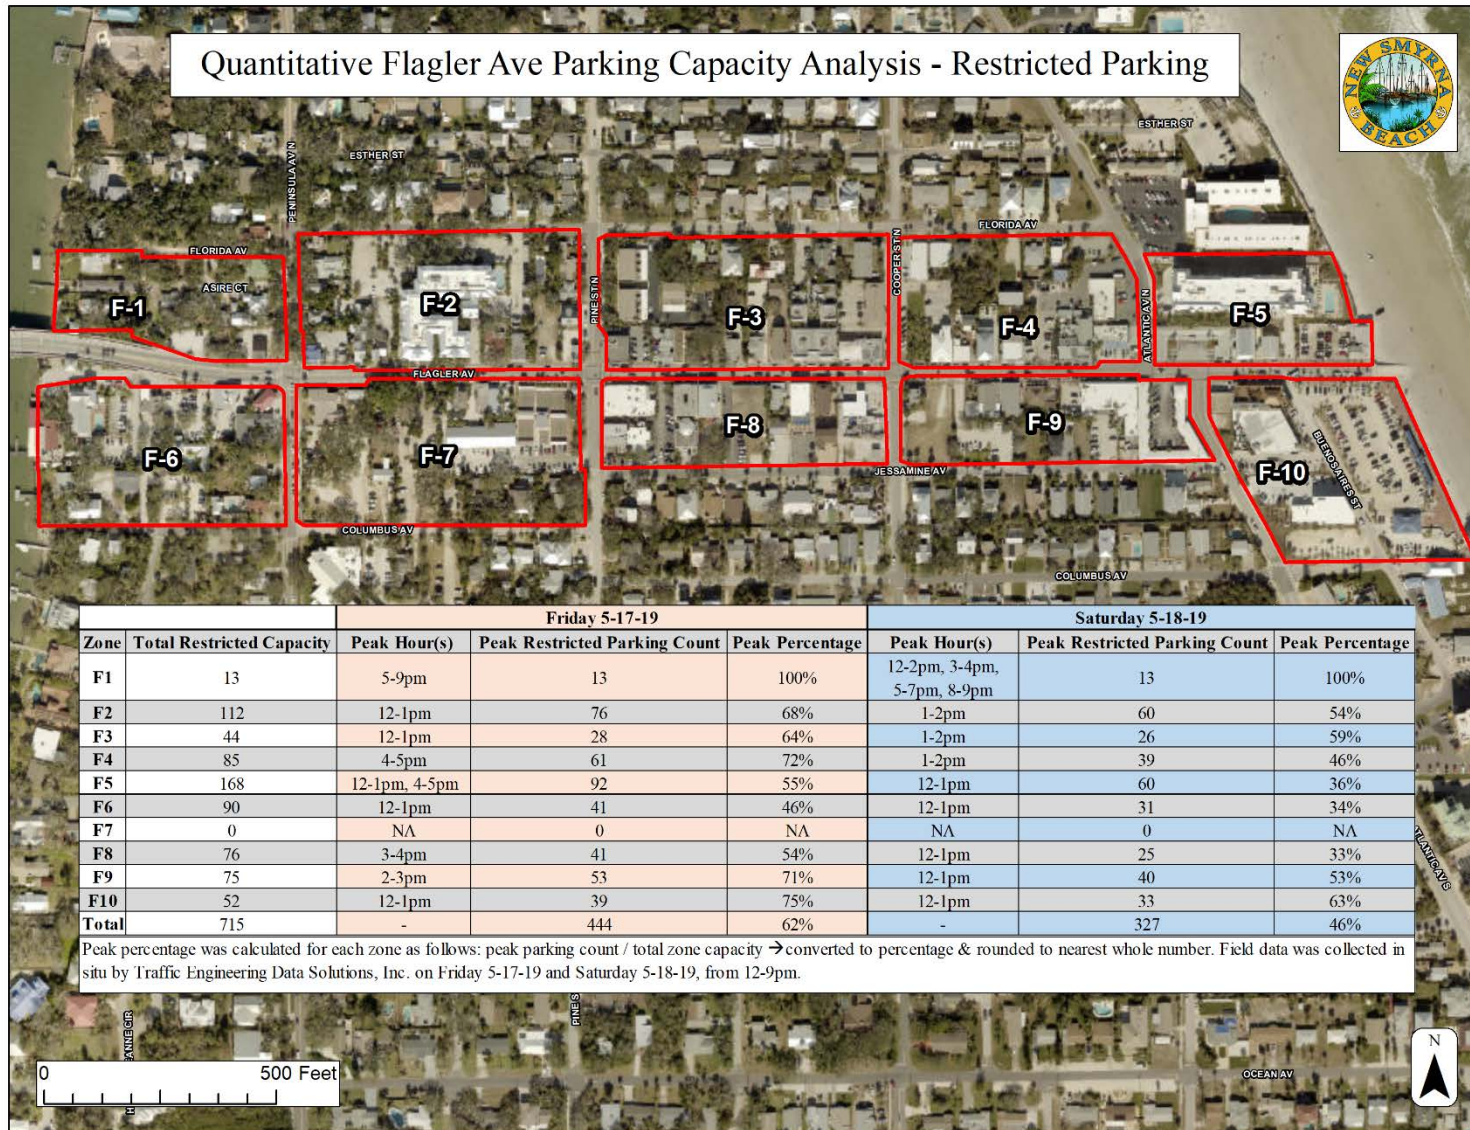 Quantitative Flagler Ave Parking Capacity Analysis - Restricted Parking
NEW SMYRNA
BEACH
ESTHER ST
ESTHER ST
PENINSULA AV N
FLORIDA AV
FLORIDA AV
ASIRE CT
PINE ST N
COOPER ST N
ATLANTIC AV N
F-1
F-2
F-3
F-4
F-5
FLAGLER AV
F-6
F-7
F-8
F-9
F-10
BUENOS AIRES ST
JESSAMINE AV
COLUMBUS AV
COLUMBUS AV
Friday 5-17-19 Saturday 5-18-19
Zone Total Restricted Capacity Peak Hour(s) Peak Restricted Parking Count Peak Percentage Peak Hour(s) Peak Restricted Parking Count Peak Percentage
F1 13 5-9pm 13 100% 12-2pm, 3-4pm, 5-7pm, 8-9pm 13 100%
F2 112 12-1pm 76 68% 1-2pm 60 54%
F3 44 12-1pm 28 64% 1-2pm 26 59%
F4 85 4-5pm 61 72% 1-2pm 39 46%
F5 168 12-1pm, 4-5pm 92 55% 12-1pm 60 36%
F6 90 12-1pm 41 46% 12-1pm 31 34%
F7 0 NA 0 NA NA 0 NA
F8 76 3-4pm 41 54% 12-1pm 25 33%
F9 75 2-3pm 53 71% 12-1pm 40 53%
F10 52 12-1pm 39 75% 12-1pm 33 63%
Total 715 - 444 62% - 327 46%
Peak percentage was calculated for each zone as follows: peak parking count / total zone capacity → converted to percentage & rounded to nearest whole number. Field data was collected in
situ by Traffic Engineering Data Solutions, Inc. on Friday 5-17-19 and Saturday 5-18-19, from 12-9pm.
ATLANTIC AV S
PINE S
ANNE CIR
H
0 500 Feet
OCEAN AV
N